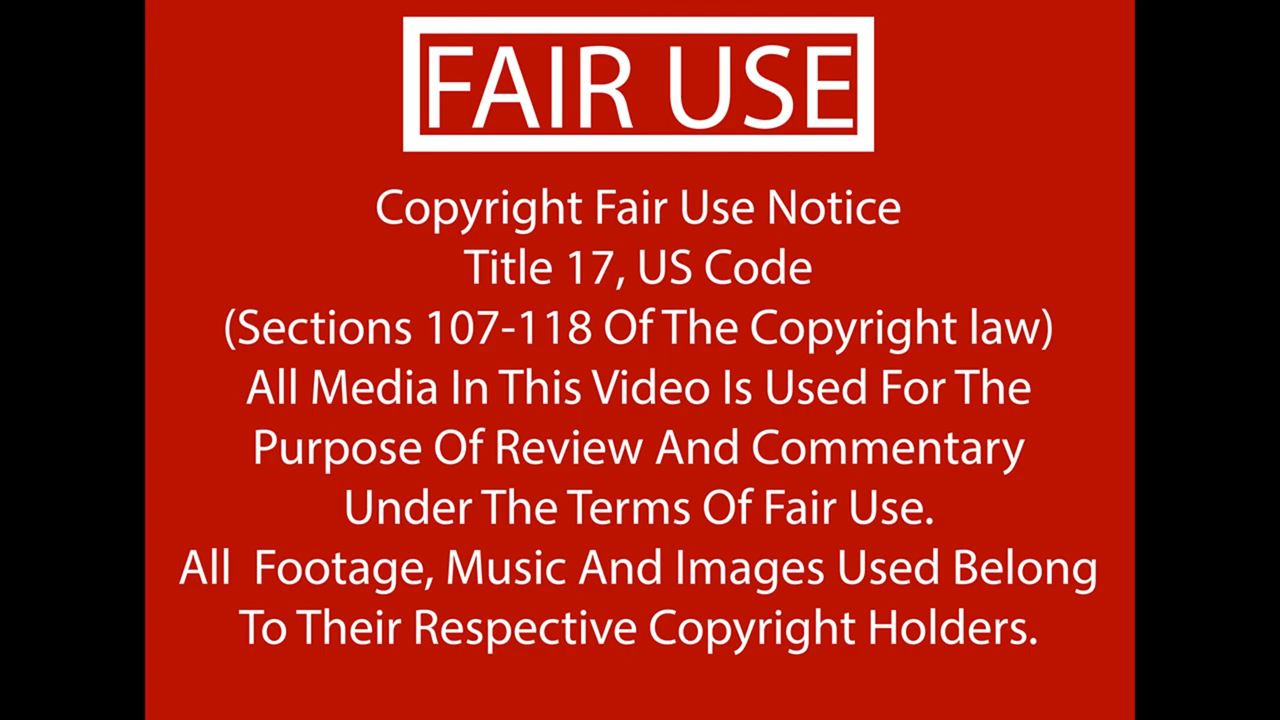 FAIR USE
Copyright Fair Use Notice
Title 17, US Code
(Sections 107-118 Of The Copyright law)
All Media In This Video Is Used For The
Purpose Of Review And Commentary
Under The Terms Of Fair Use.
All  Footage, Music And Images Used Belong
To Their Respective Copyright Holders.